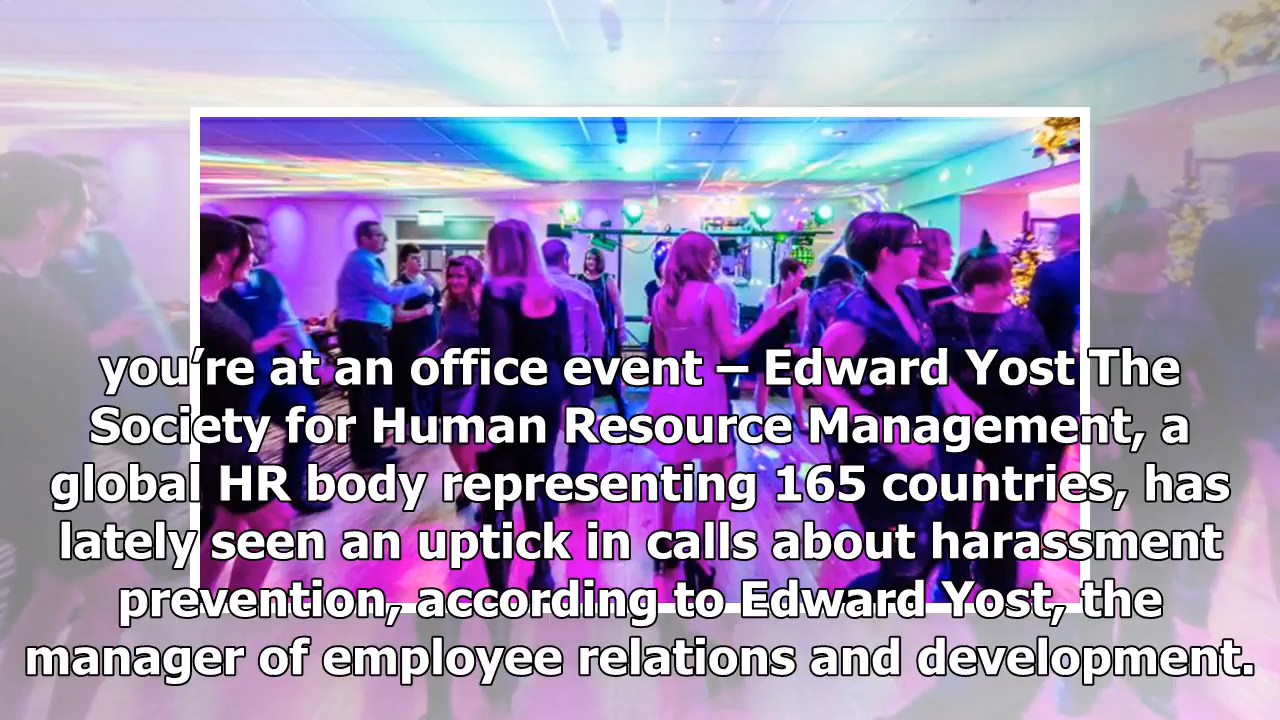 you’re at an office event – Edward Yost The
Society for Human Resource Management, a
global HR body representing 165 countries, has
lately seen an uptick in calls about harassment
prevention, according to Edward Yost, the
manager of employee relations and development.